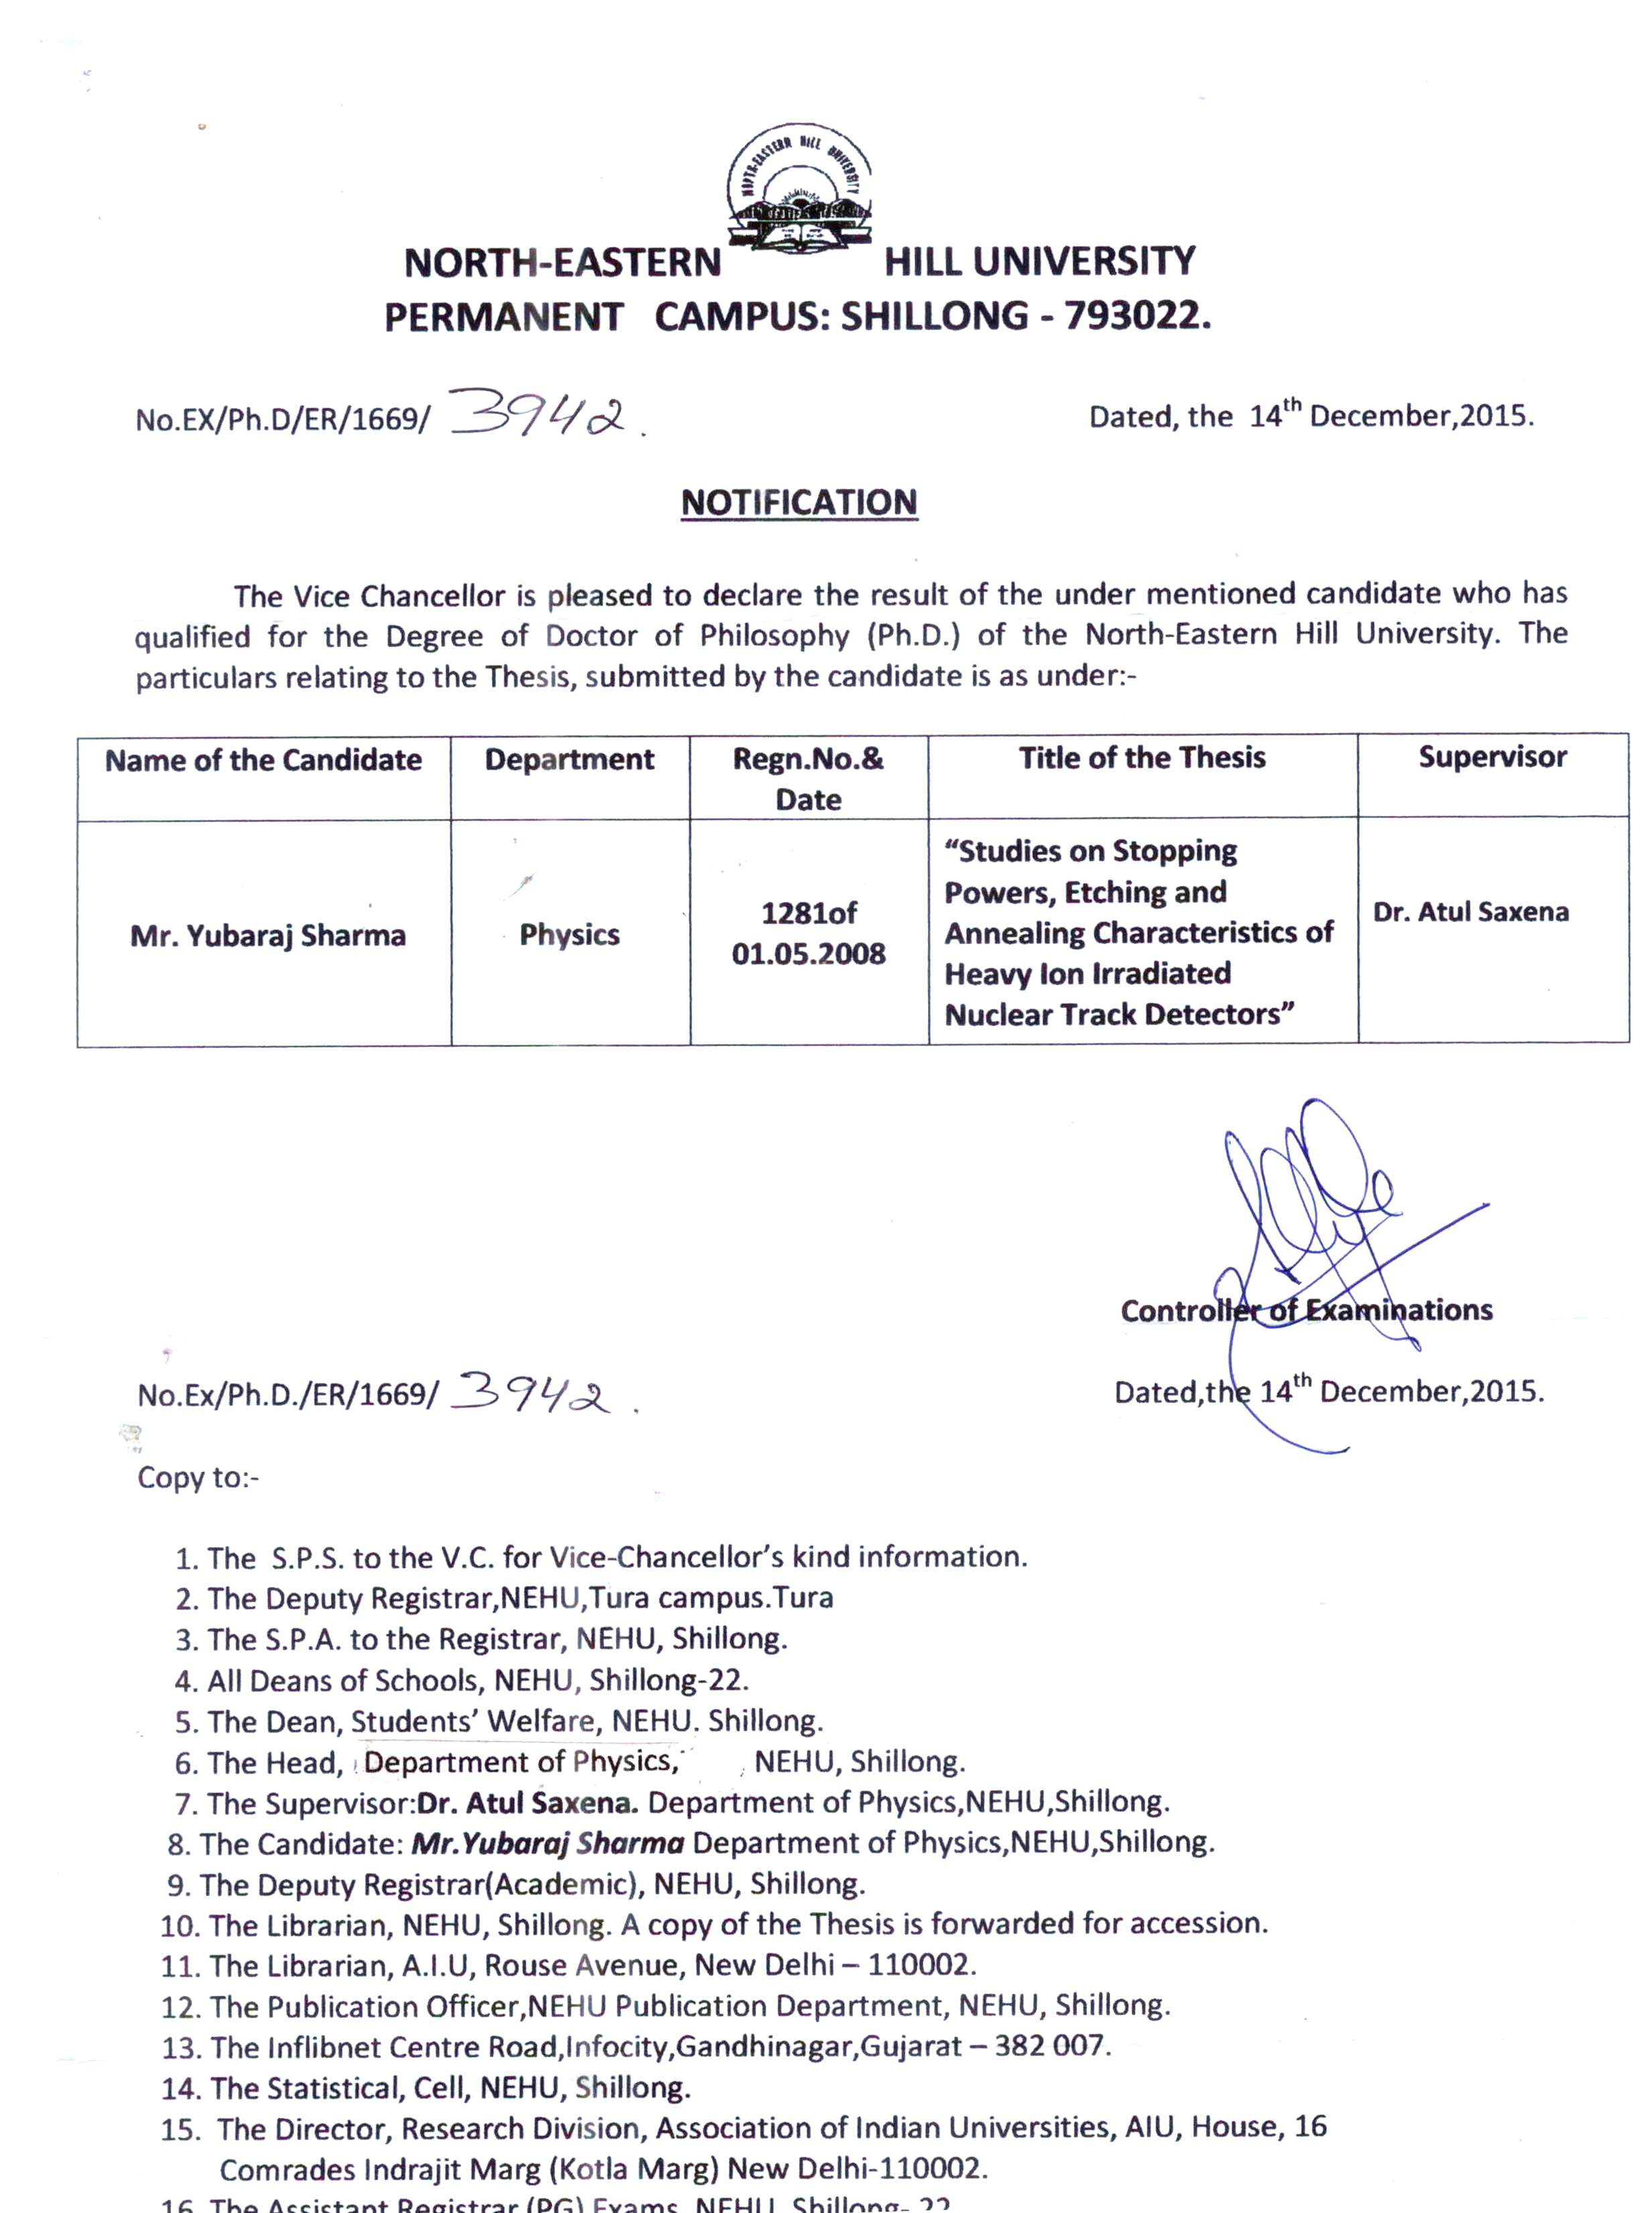 NORTH-EASTERN HILL UNIVERSITY
NORTH-EASTERN HILL UNIVERSITY
PERMANENT CAMPUS: SHILLONG - 793022.
No.EX/Ph.D/ER/1669/ 3942. Dated, the 14th December,2015.
NOTIFICATION
The Vice Chancellor is pleased to declare the result of the under mentioned candidate who has
qualified for the Degree of Doctor of Philosophy (Ph.D.) of the North-Eastern Hill University. The
particulars relating to the Thesis, submitted by the candidate is as under:-
Name of the Candidate Department Regn.No.& Date Title of the Thesis Supervisor
Mr. Yubaraj Sharma
Physics
1281of
01.05.2008
“Studies on Stopping
Powers, Etching and
Annealing Characteristics of
Heavy Ion Irradiated
Nuclear Track Detectors”
Dr. Atul Saxena
Controller of Examinations
No.Ex/Ph.D./ER/1669/ 3942. Dated,the 14th December,2015.
Copy to:-
1. The S.P.S. to the V.C. for Vice-Chancellor’s kind information.
2. The Deputy Registrar,NEHU,Tura campus.Tura
3. The S.P.A. to the Registrar, NEHU, Shillong.
4. All Deans of Schools, NEHU, Shillong-22.
5. The Dean, Students’ Welfare, NEHU. Shillong.
6. The Head, Department of Physics, NEHU, Shillong.
7. The Supervisor:Dr. Atul Saxena. Department of Physics,NEHU,Shillong.
8. The Candidate: Mr.Yubaraj Sharma Department of Physics,NEHU,Shillong.
9. The Deputy Registrar(Academic), NEHU, Shillong.
10. The Librarian, NEHU, Shillong. A copy of the Thesis is forwarded for accession.
11. The Librarian, A.I.U, Rouse Avenue, New Delhi – 110002.
12. The Publication Officer,NEHU Publication Department, NEHU, Shillong.
13. The Inflibnet Centre Road,Infocity,Gandhinagar,Gujarat – 382 007.
14. The Statistical, Cell, NEHU, Shillong.
15. The Director, Research Division, Association of Indian Universities, AIU, House, 16
Comrades Indrajit Marg (Kotla Marg) New Delhi-110002.
16. The Assistant Registrar (PG) Exams, NEHU, Shillong- 22